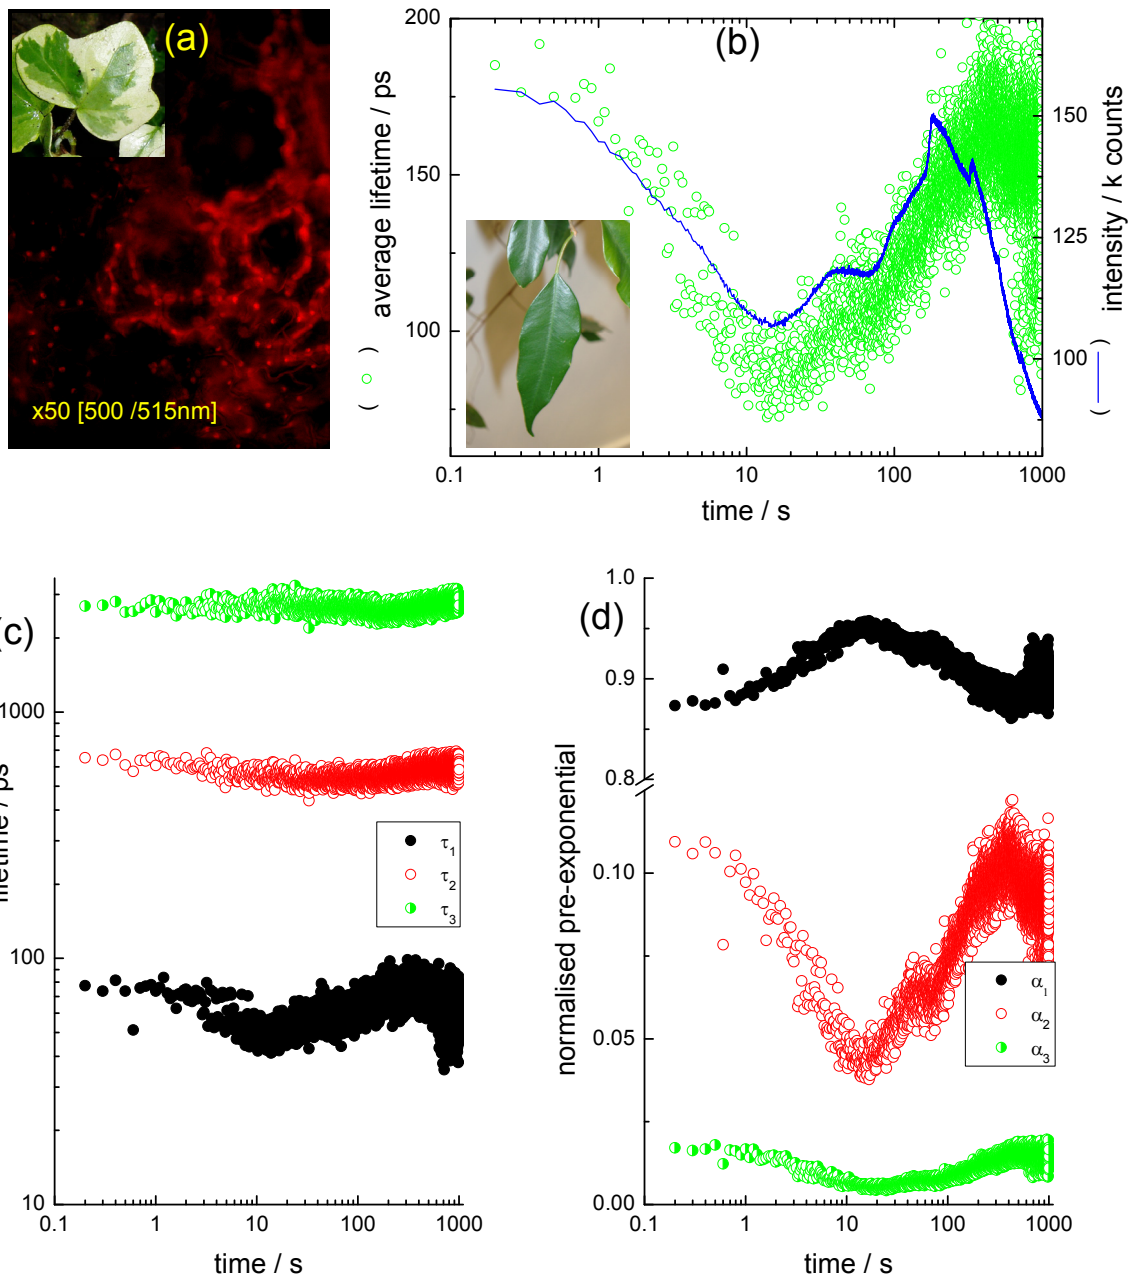 (a)
x50 [500 /515nm]
(b)
200
175
150
100
average lifetime / ps
( )
0.1
1
10
100
1000
time / s
150
125
100
intensity / k counts
( )
(c)
1000
100
10
lifetime / ps
τ1
τ2
τ3
0.1
1
10
100
1000
time / s
(d)
1.0
0.9
0.8
0.10
0.05
0.00
normalised pre-exponential
α1
α2
α3
0.1
1
10
100
1000
time / s